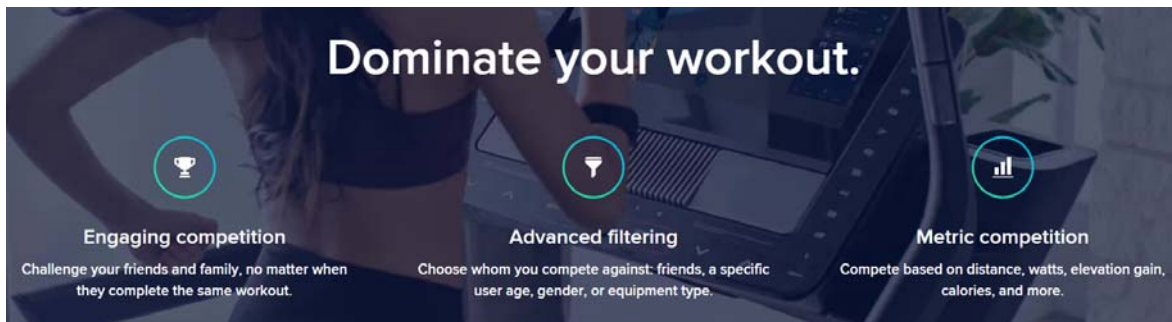 Dominate your workout.
Engaging competition
Challenge your friends and family, no matter when
they complete the same workout.
Advanced filtering
Choose whom you compete against: friends, a specific
user age, gender, or equipment type.
Metric competition
Compete based on distance, watts, elevation gain,
calories, and more.